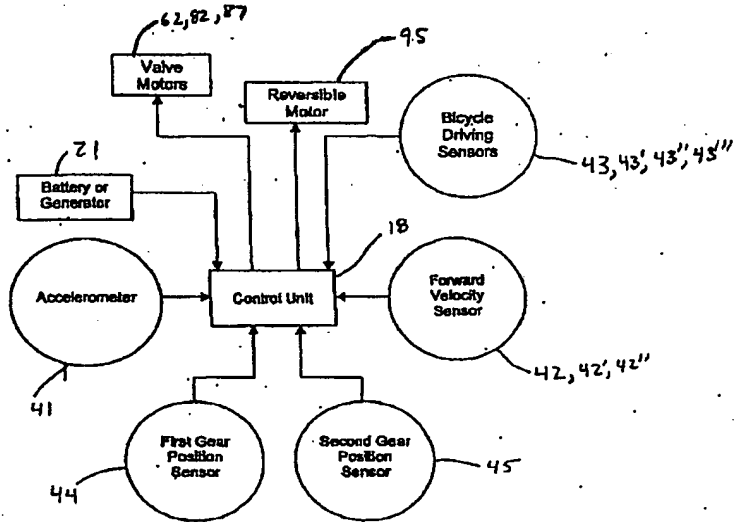 62, 82, 87
Valve
Motors
95
Reversible
Motor
Bicycle
Driving
Sensors
43, 43', 43'', 43'''
21
Battery or
Generator
18
Accelerometer
Control Unit
Forward
Velocity
Sensor
42, 42', 42''
41
First Gear
Position
Sensor
Second Gear
Position
Sensor
44
45